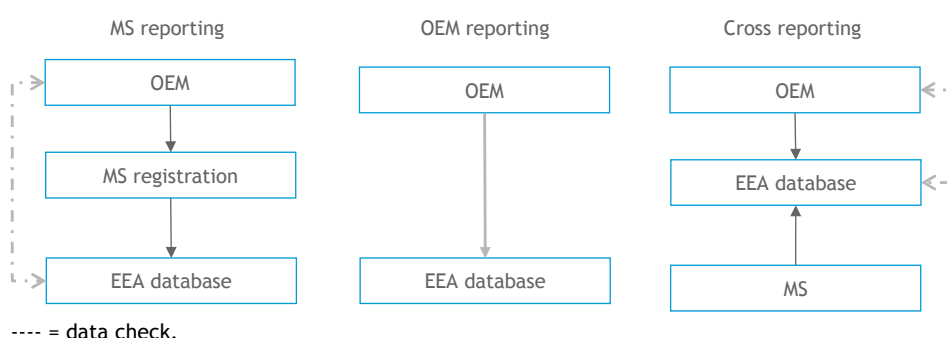 MS reporting OEM reporting Cross reporting
OEM OEM OEM
MS registration EEA database
EEA database EEA database MS
---- = data check.